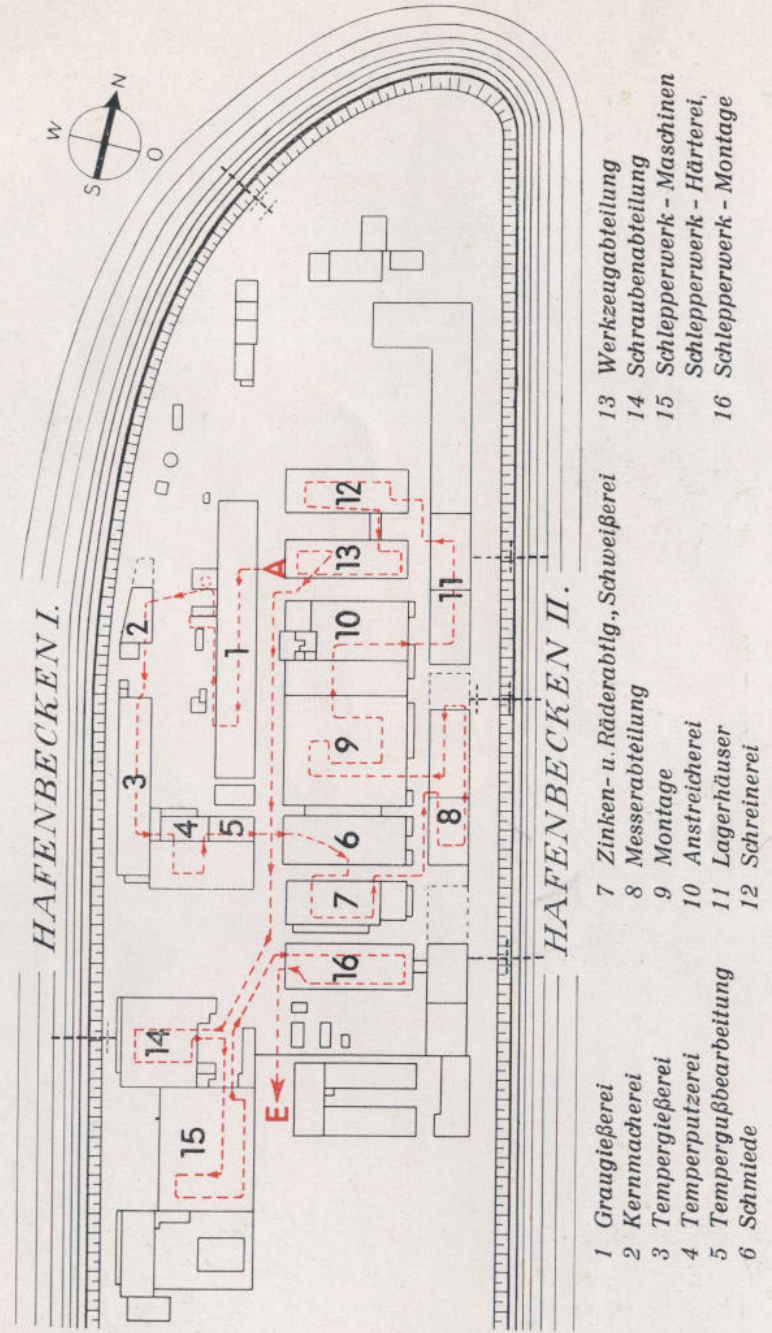 HAFENBECKEN I.
W
S
N
O
2
3
4
5
1
A
14
15
E
6
7
16
9
10
13
12
8
11
HAFENBECKEN II.
1 Graugießerei
2 Kernmacherei
3 Tempergießerei
4 Temperputzerei
5 Tempergußbearbeitung
6 Schmiede
7 Zinken- u. Räderabtlg., Schweißerei
8 Messerabteilung
9 Montage
10 Anstreicherei
11 Lagerhäuser
12 Schreinerei
13 Werkzeugabteilung
14 Schraubenabteilung
15 Schlepperwerk - Maschinen
Schlepperwerk - Härterei,
16 Schlepperwerk - Montage